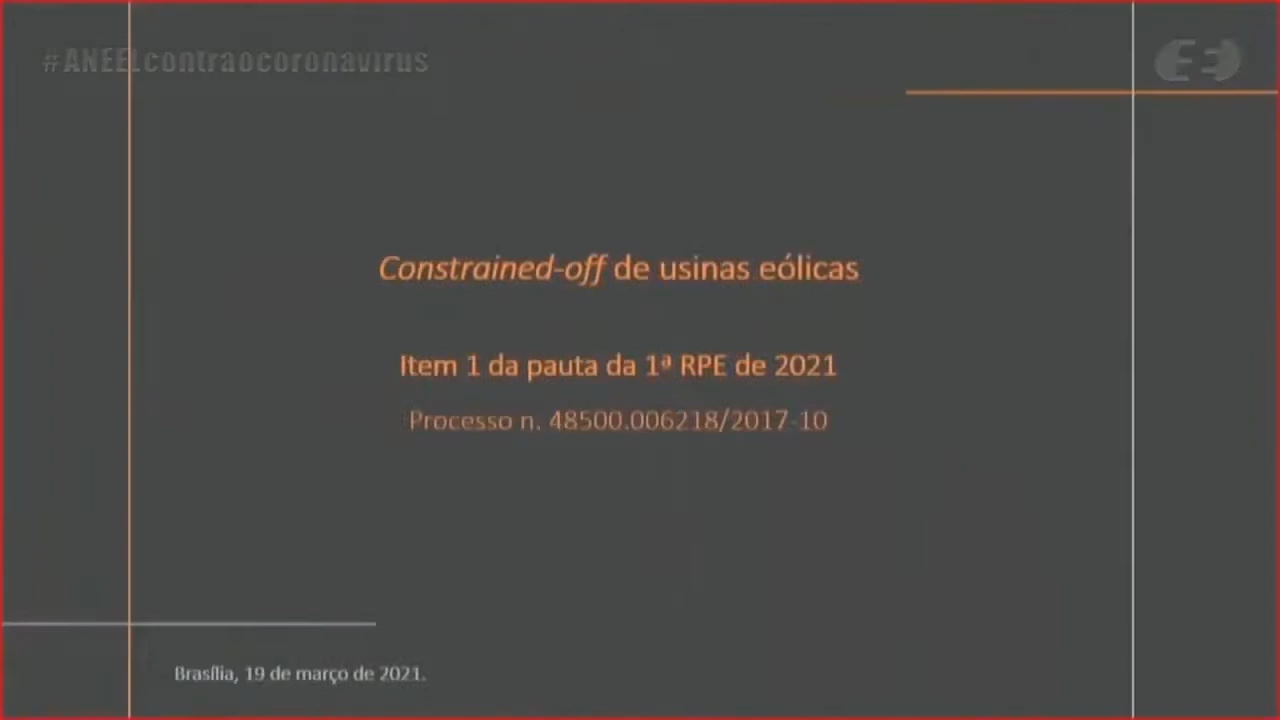 #ANEELcontraocoronavirus
Constrained-off de usinas eólicas
Item 1 da pauta da 1ª RPE de 2021
Processo n. 48500.006218/2017-10
Brasília, 19 de março de 2021.